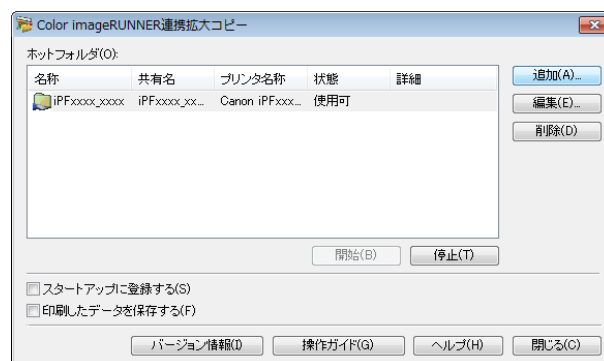 Color imageRUNNER連携拡大コピー
ホットフォルダ(O):
名称 共有名 プリンタ名称 状態 詳細
iPFxxxx_xxxx iPFxxxx_xx... Canon iPFxxx... 使用可
追加(A)...
編集(E)...
削除(D)
開始(B) 停止(T)
スタートアップに登録する(S)
印刷したデータを保存する(F)
バージョン情報(I) 操作ガイド(G) ヘルプ(H) 閉じる(C)